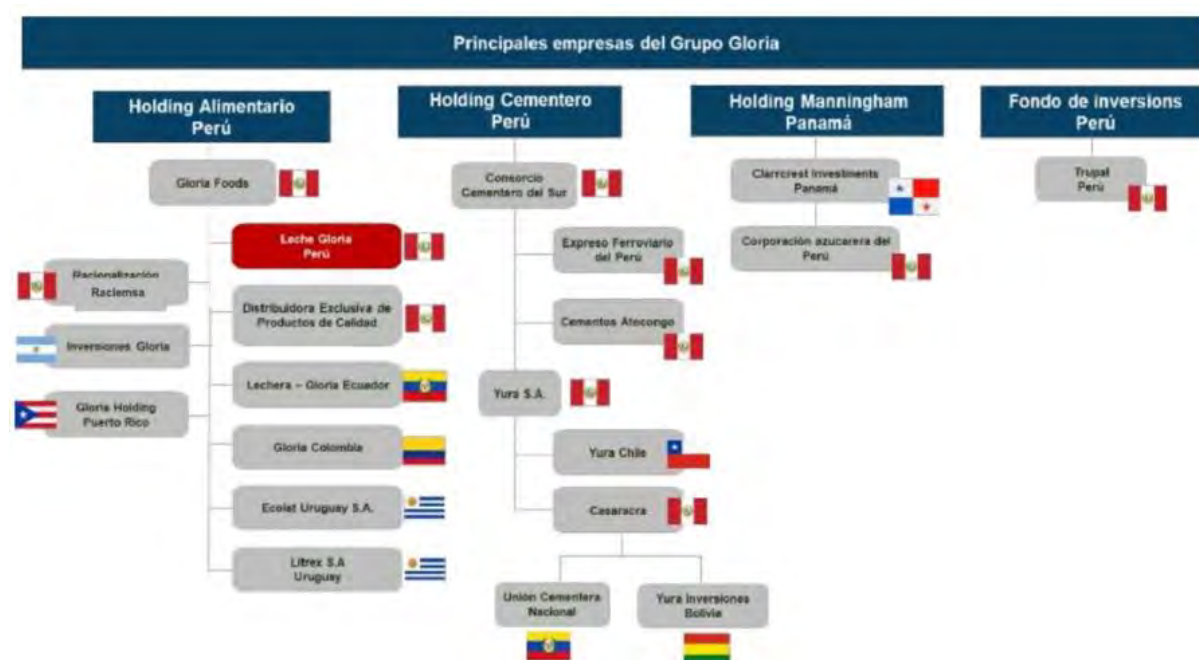 Principales empresas del Grupo Gloria
Holding Alimentario
Perú
Holding Cementero
Perú
Holding Manningham
Panamá
Fondo de inversions
Perú
Gloria Foods
Leche Gloria
Perú
Racionalización
Raciemsa
Distribuidora Exclusiva de
Productos de Calidad
Inversiones Gloria
Lechera – Gloria Ecuador
Gloria Holding
Puerto Rico
Gloria Colombia
Ecolat Uruguay S.A.
Litrex S.A
Uruguay
Consorcio
Cementero del Sur
Expreso Ferroviario
del Perú
Cementos Atocongo
Yura S.A.
Yura Chile
Casaracra
Unión Cementera
Nacional
Yura Inversiones
Bolivia
Clarrcrest Investments
Panamá
Corporación azucarera del
Perú
Trupal
Perú